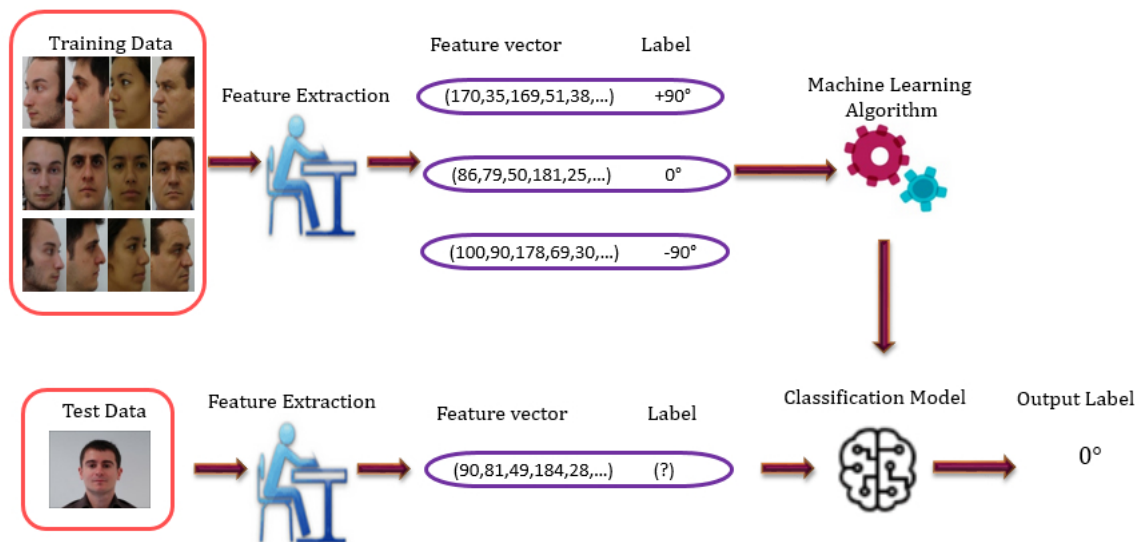 Training Data
Feature Extraction
Feature vector
Label
(170,35,169,51,38,...) +90°
(86,79,50,181,25,...) 0°
(100,90,178,69,30,...) -90°
Machine Learning
Algorithm
Test Data
Feature Extraction
Feature vector
Label
(90,81,49,184,28,...) (?)
Classification Model
Output Label
0°